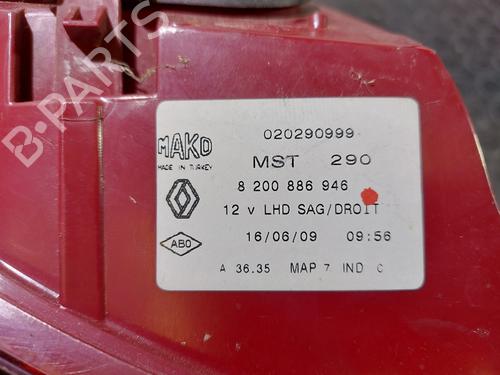 B-PARTS
020290999
MAKO
MADE IN TURKEY
MST 290
8 200 886 946
12 v LHD SAG/DROIT
ABO
16/06/09 09:56
A 36.35 MAP 7 IND C